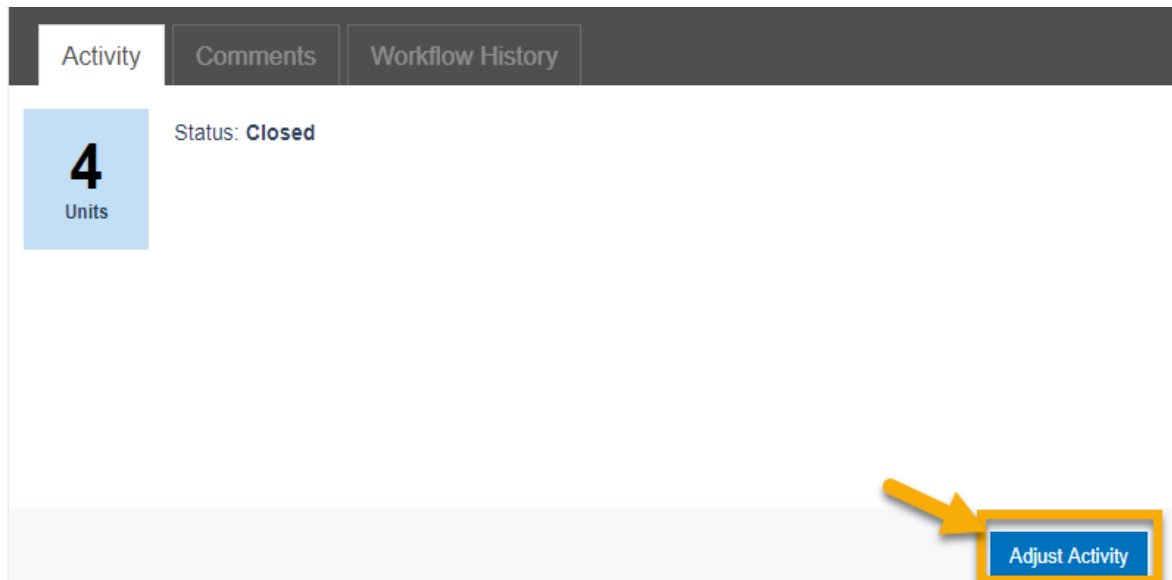 Activity Comments Workflow History
Status: Closed
4
Units
Adjust Activity